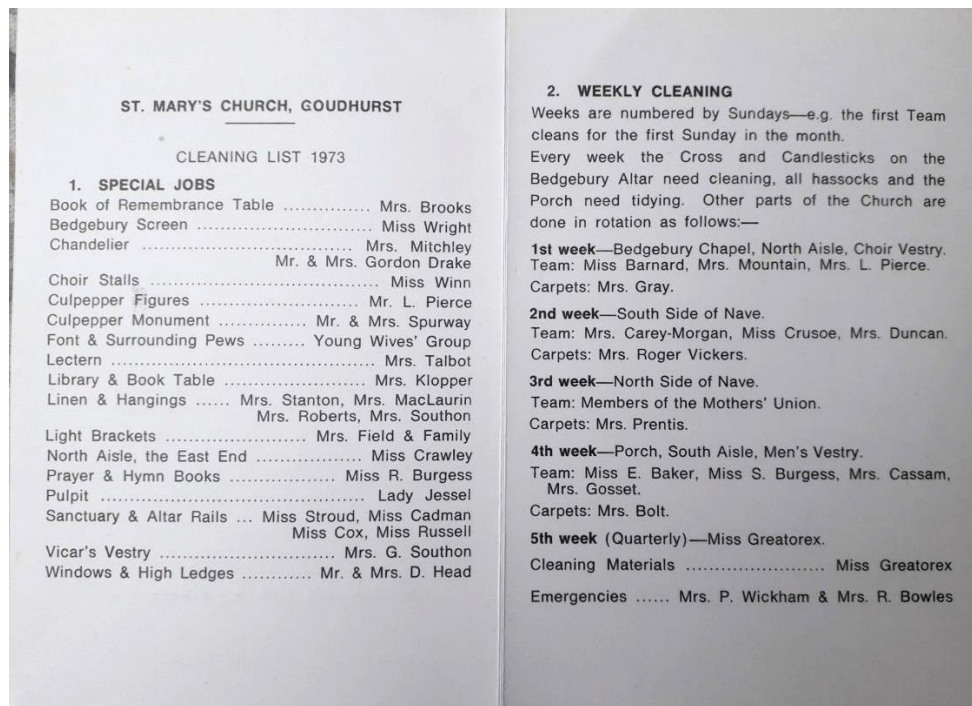 ST. MARY'S CHURCH, GOUDHURST
CLEANING LIST 1973
1. SPECIAL JOBS
Book of Remembrance Table ............... Mrs. Brooks
Bedgebury Screen .............................. Miss Wright
Chandelier ...................................... Mrs. Mitchley
Mr. & Mrs. Gordon Drake
Choir Stalls ....................................... Miss Winn
Culpepper Figures ........................... Mr. L. Pierce
Culpepper Monument ............... Mr. & Mrs. Spurway
Font & Surrounding Pews ......... Young Wives' Group
Lectern ............................................. Mrs. Talbot
Library & Book Table ........................ Mrs. Klopper
Linen & Hangings ...... Mrs. Stanton, Mrs. MacLaurin
Mrs. Roberts, Mrs. Southon
Light Brackets ........................ Mrs. Field & Family
North Aisle, the East End .................. Miss Crawley
Prayer & Hymn Books ..................... Miss R. Burgess
Pulpit ............................................. Lady Jessel
Sanctuary & Altar Rails ... Miss Stroud, Miss Cadman
Miss Cox, Miss Russell
Vicar's Vestry .............................. Mrs. G. Southon
Windows & High Ledges ............ Mr. & Mrs. D. Head
2. WEEKLY CLEANING
Weeks are numbered by Sundays—e.g. the first Team
cleans for the first Sunday in the month.
Every week the Cross and Candlesticks on the
Bedgebury Altar need cleaning, all hassocks and the
Porch need tidying. Other parts of the Church are
done in rotation as follows:—
1st week—Bedgebury Chapel, North Aisle, Choir Vestry.
Team: Miss Barnard, Mrs. Mountain, Mrs. L. Pierce.
Carpets: Mrs. Gray.
2nd week—South Side of Nave.
Team: Mrs. Carey-Morgan, Miss Crusoe, Mrs. Duncan.
Carpets: Mrs. Roger Vickers.
3rd week—North Side of Nave.
Team: Members of the Mothers' Union.
Carpets: Mrs. Prentis.
4th week—Porch, South Aisle, Men's Vestry.
Team: Miss E. Baker, Miss S. Burgess, Mrs. Cassam,
Mrs. Gosset.
Carpets: Mrs. Bolt.
5th week (Quarterly)—Miss Greatorex.
Cleaning Materials ........................ Miss Greatorex
Emergencies ...... Mrs. P. Wickham & Mrs. R. Bowles